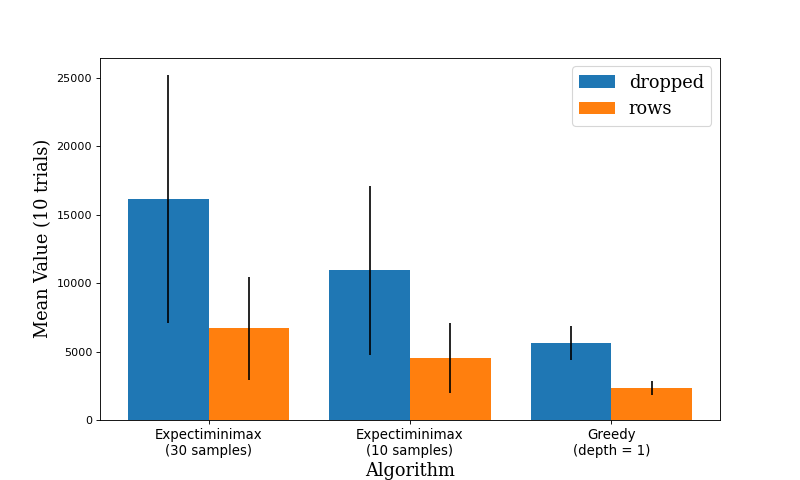 dropped
rows
Mean Value (10 trials)
25000
20000
15000
10000
5000
0
Expectiminimax
(30 samples)
Expectiminimax
(10 samples)
Greedy
(depth = 1)
Algorithm